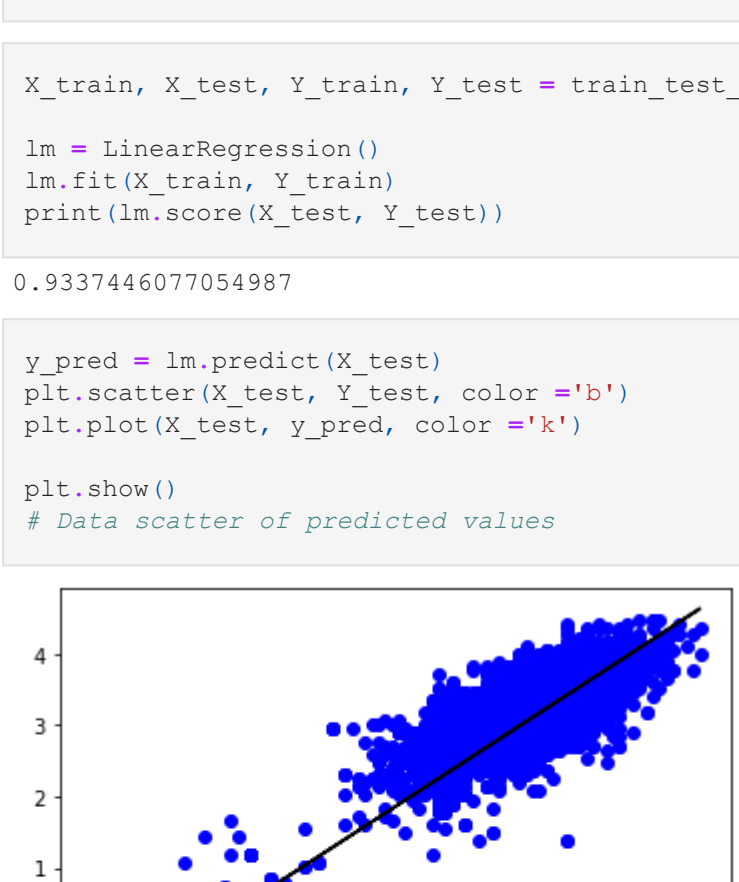 X_train, X_test, Y_train, Y_test = train_test_
lm = LinearRegression()
lm.fit(X_train, Y_train)
print(lm.score(X_test, Y_test))
0.9337446077054987
y_pred = lm.predict(X_test)
plt.scatter(X_test, Y_test, color ='b')
plt.plot(X_test, y_pred, color ='k')
plt.show()
# Data scatter of predicted values
4
3
2
1